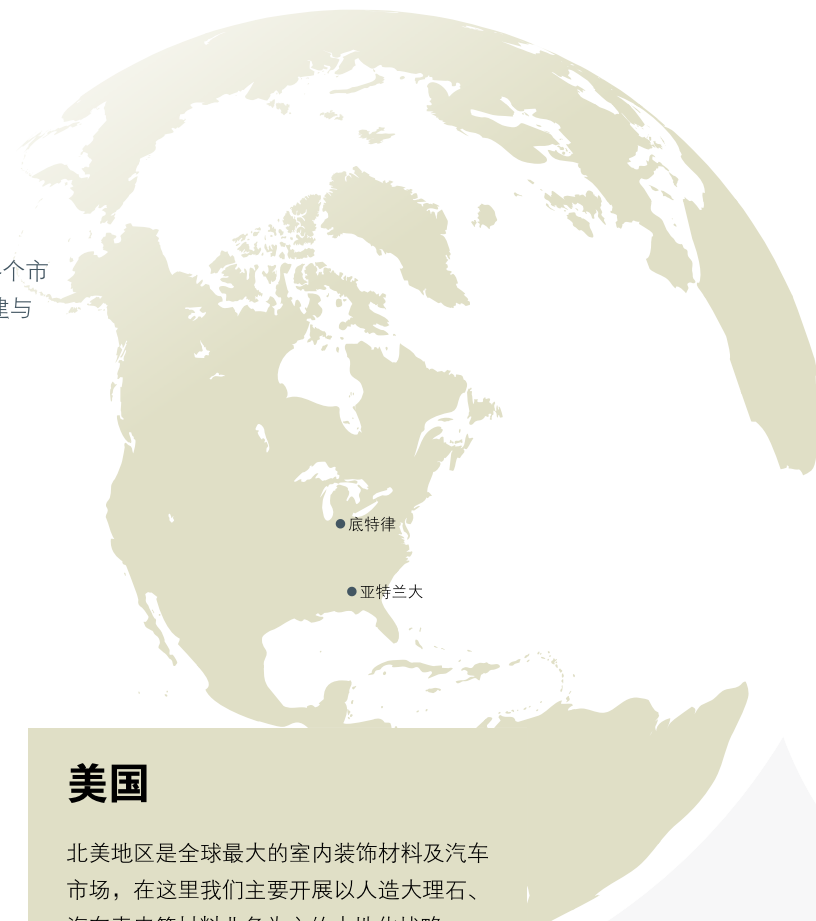 个市
建与
底特律
亚特兰大
美国
北美地区是全球最大的室内装饰材料及汽车
市场，在这里我们主要开展以人造大理石、